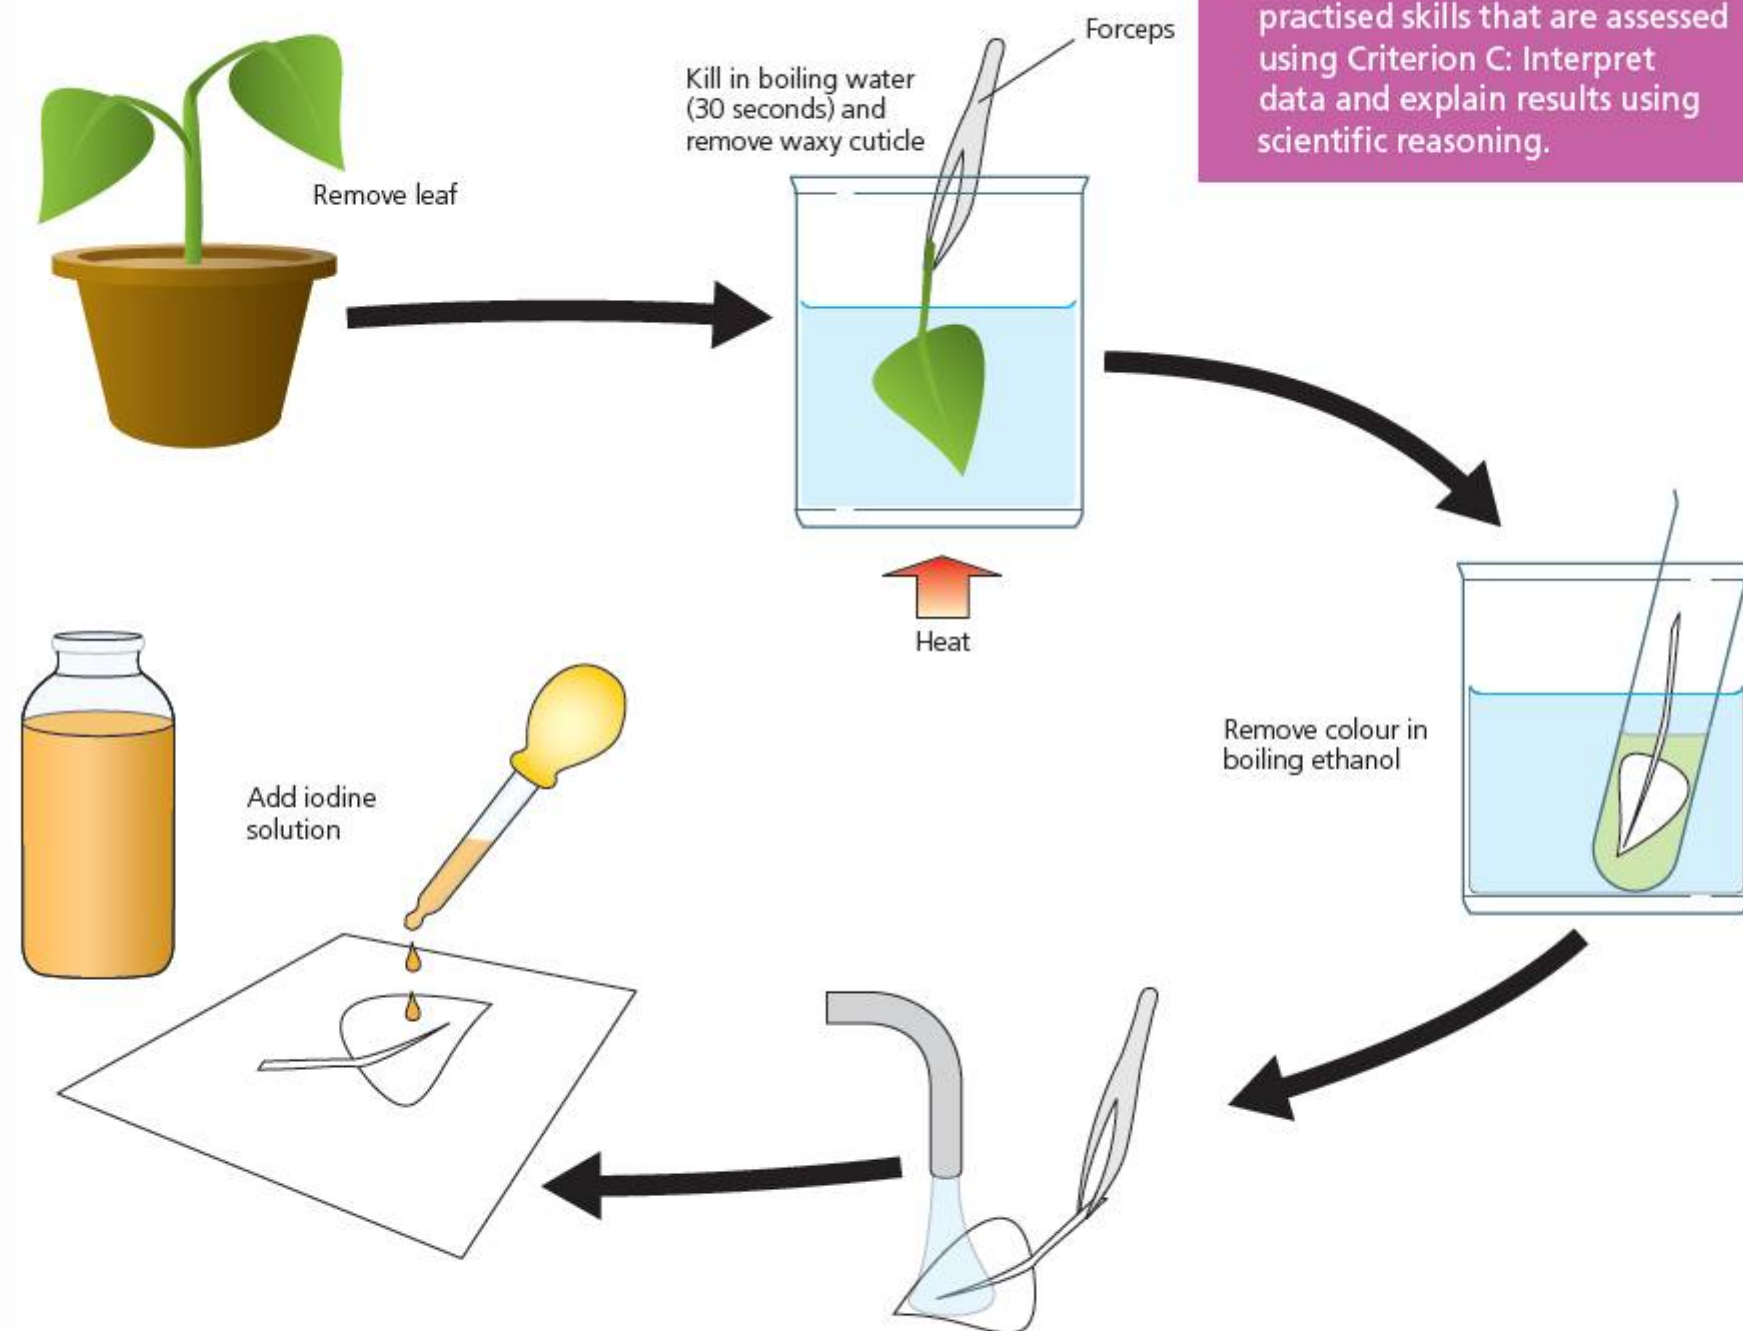 practised skills that are assessed
using Criterion C: Interpret
data and explain results using
scientific reasoning.
Forceps
Kill in boiling water
(30 seconds) and
remove waxy cuticle
Remove leaf
Heat
Remove colour in
boiling ethanol
Add iodine
solution